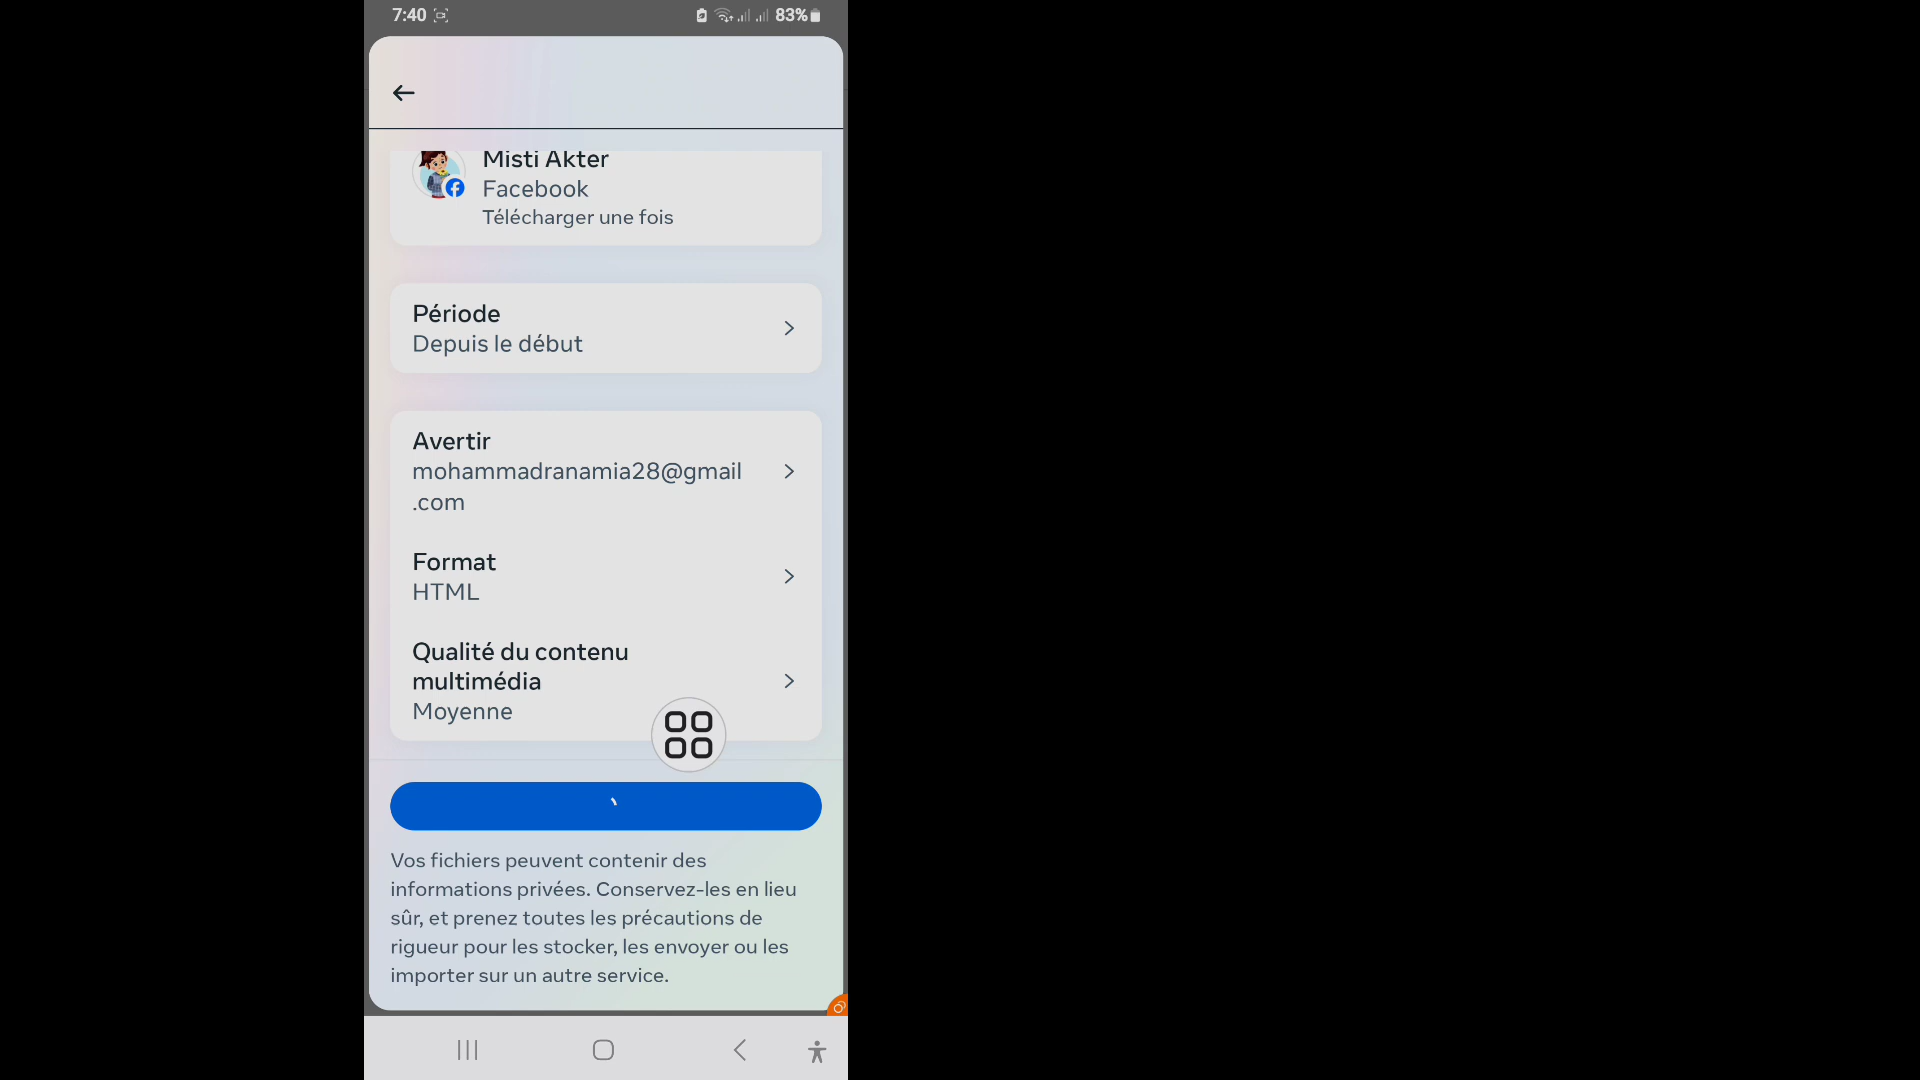 7:40
83%
Misti Akter
Facebook
Télécharger une fois
Période
Depuis le début
Avertir
mohammadranamia28@gmail
.com
Format
HTML
Qualité du contenu
multimédia
Moyenne
Vos fichiers peuvent contenir des
informations privées. Conservez-les en lieu
sûr, et prenez toutes les précautions de
rigueur pour les stocker, les envoyer ou les
importer sur un autre service.